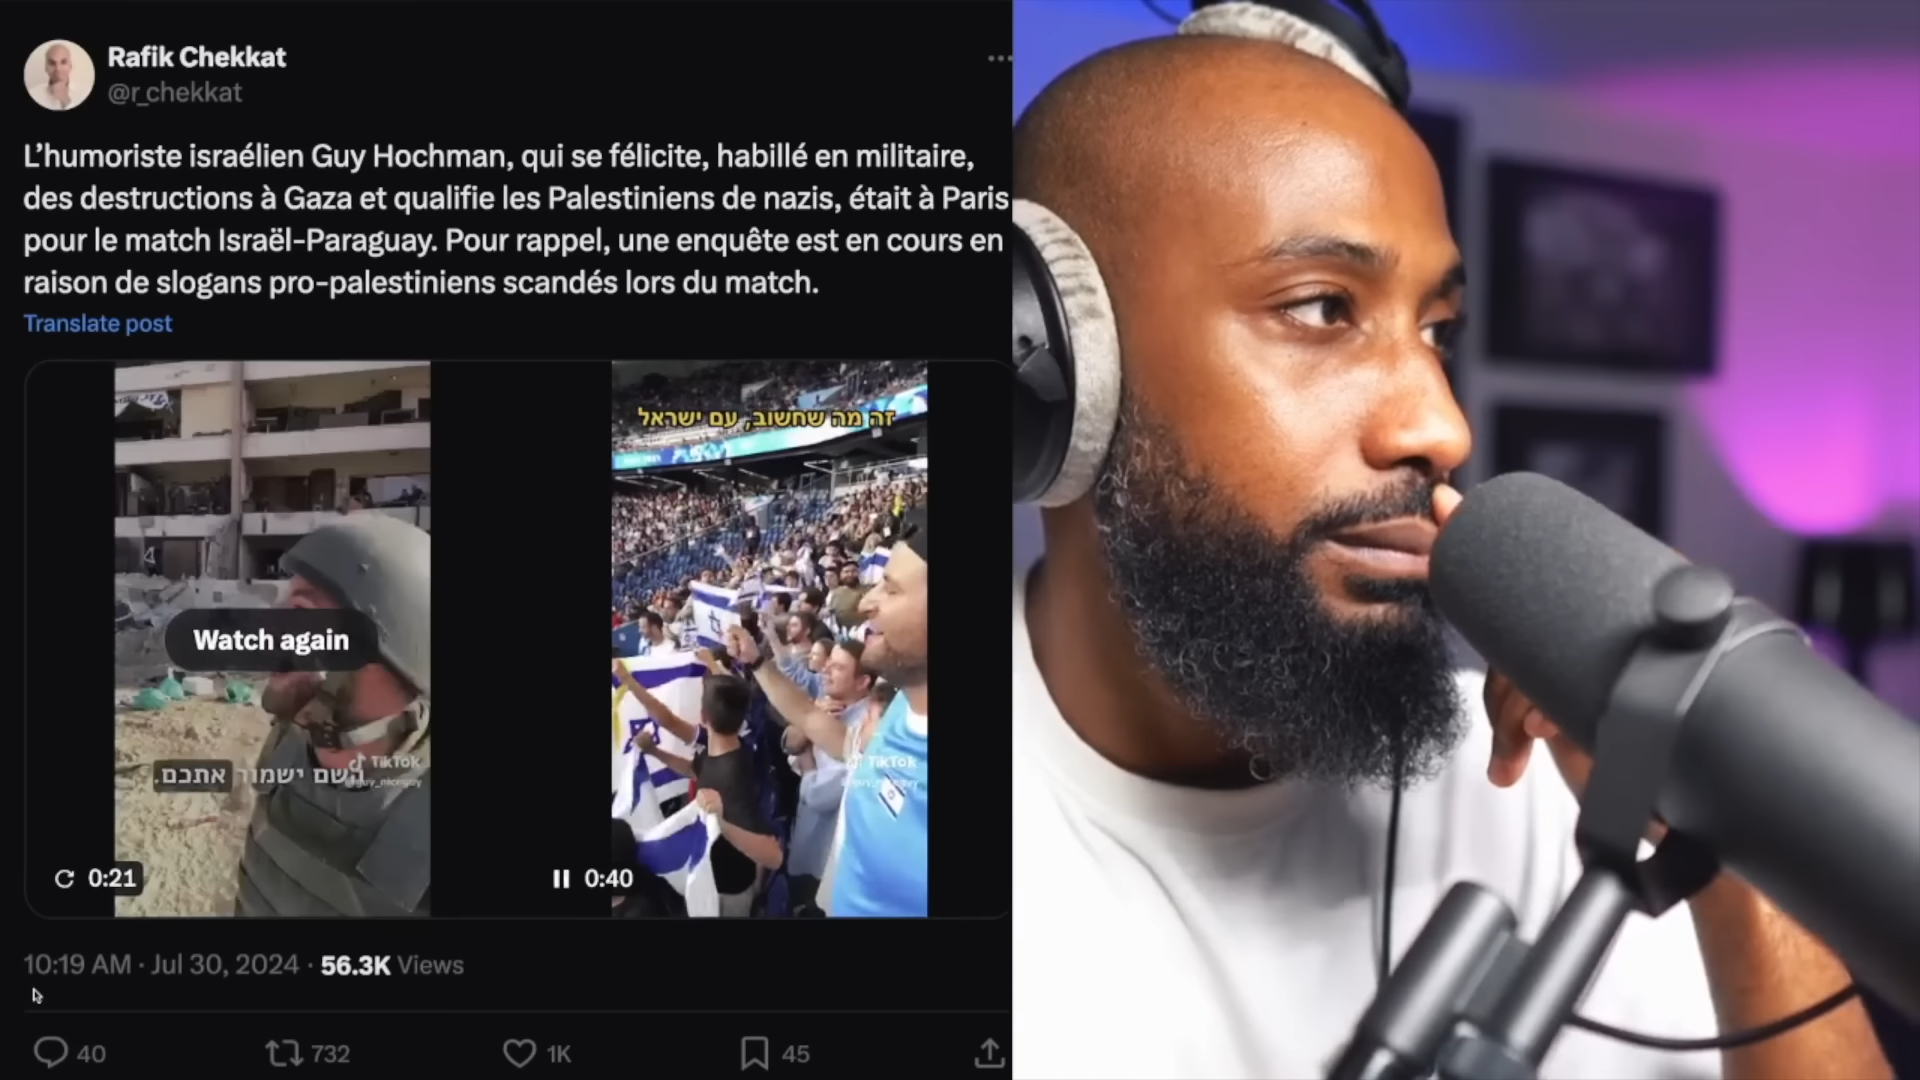 Rafik Chekkat
@r_chekkat
L’humoriste israélien Guy Hochman, qui se félicite, habillé en militaire,
des destructions à Gaza et qualifie les Palestiniens de nazis, était à Paris
pour le match Israël-Paraguay. Pour rappel, une enquête est en cours en
raison de slogans pro-palestiniens scandés lors du match.
Translate post
זה מה שחשוב, עם ישראל
Watch again
השם ישמור אתכם.
TikTok
TikTok
0:21
0:40
10:19 AM · Jul 30, 2024 · 56.3K Views
40
732
1K
45